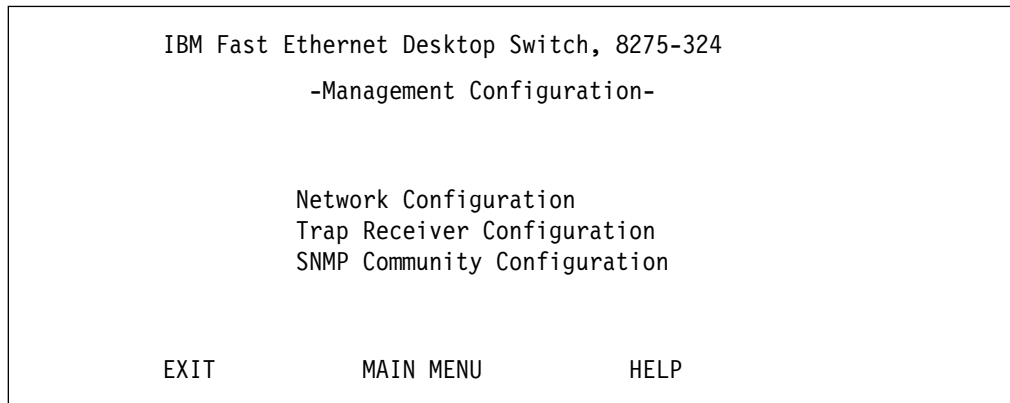 IBM Fast Ethernet Desktop Switch, 8275-324
-Management Configuration-
Network Configuration
Trap Receiver Configuration
SNMP Community Configuration
EXIT MAIN MENU HELP